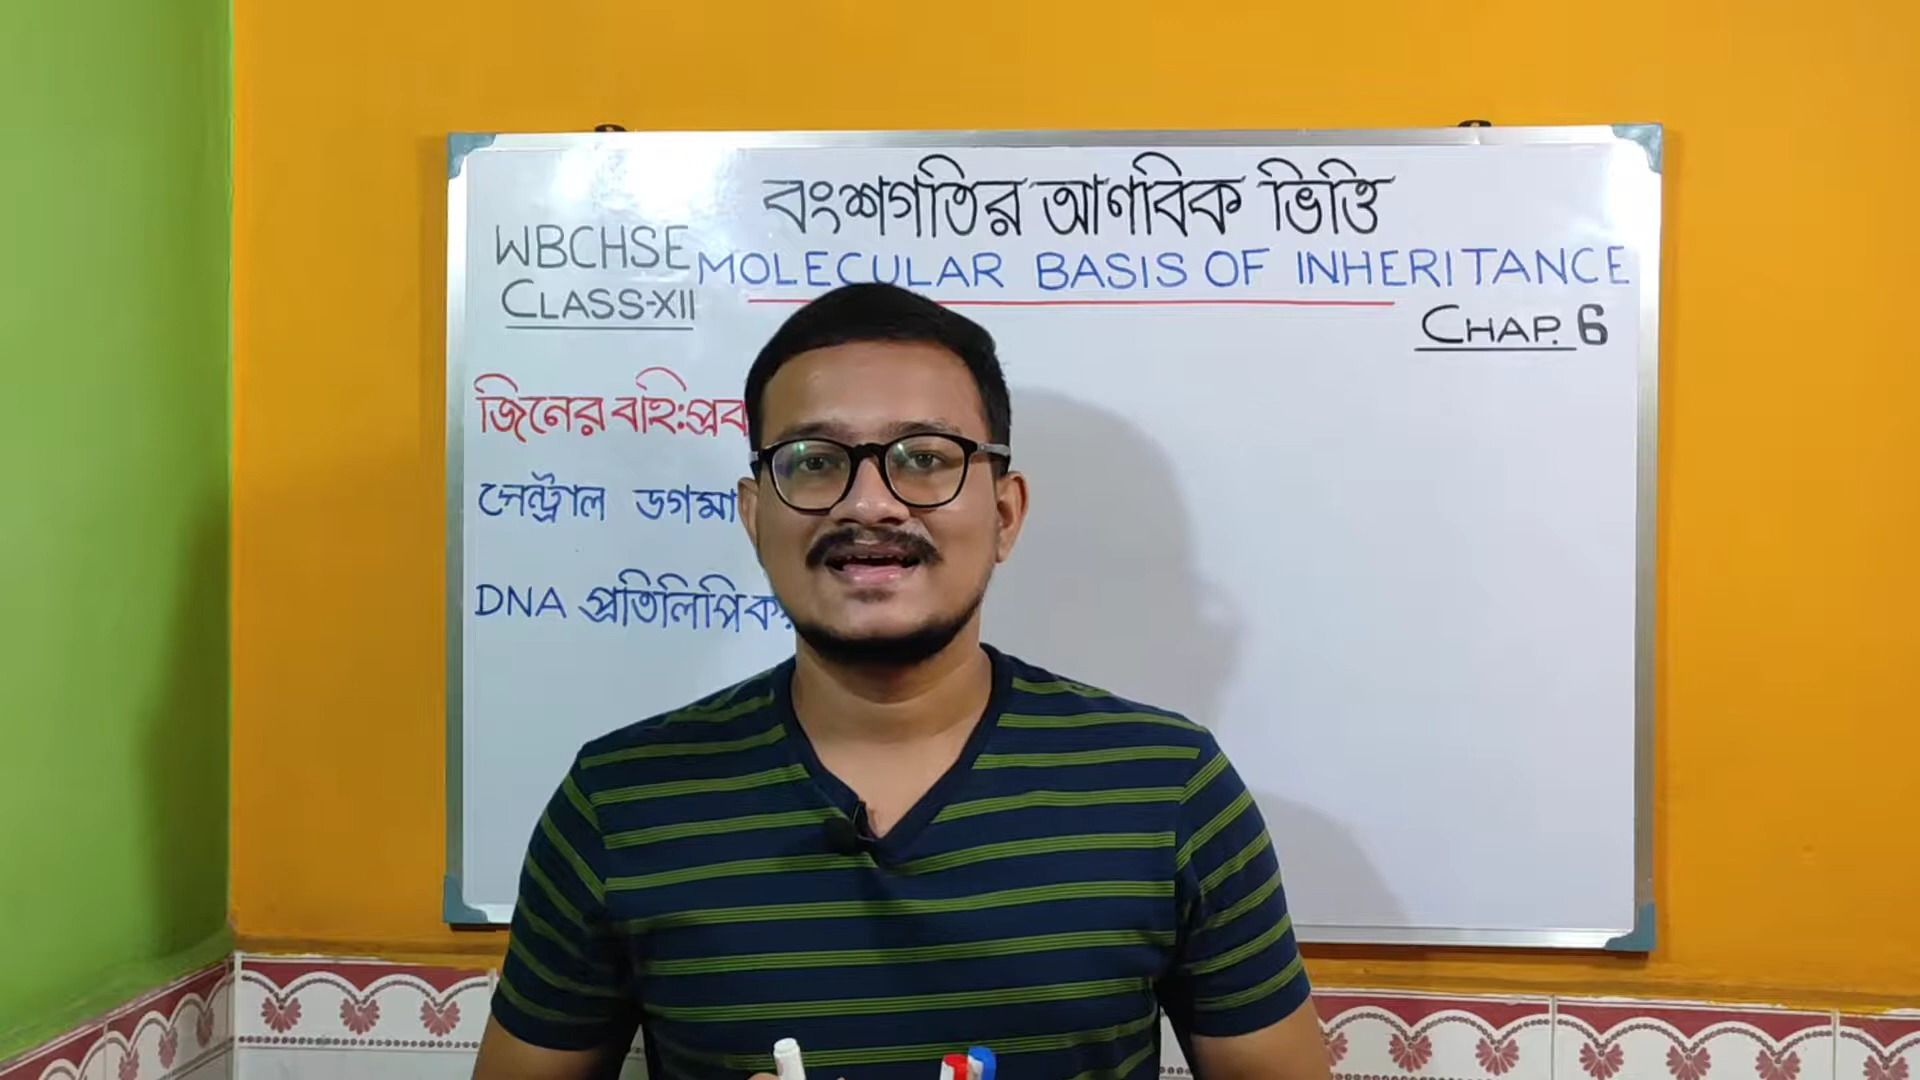 বংশগতির আণবিক ভিত্তি
WBCHSE
MOLECULAR BASIS OF INHERITANCE
CLASS-XII
CHAP. 6
জিনের বহি:প্রব
সেন্ট্রাল ডগমা
DNA প্রতিলিপিক